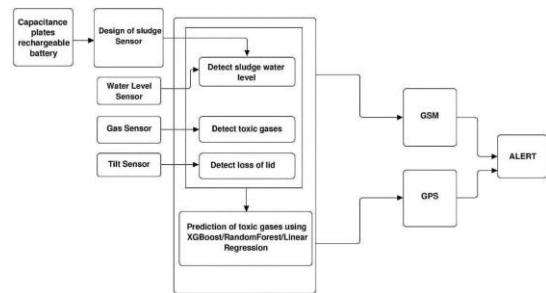 Capacitance
plates
rechargeable
battery
Design of sludge
Sensor
Water Level
Sensor
Gas Sensor
Tilt Sensor
Detect sludge water
level
Detect toxic gases
Detect loss of lid
Prediction of toxic gases using
XGBoost/RandomForest/Linear
Regression
GSM
GPS
ALERT